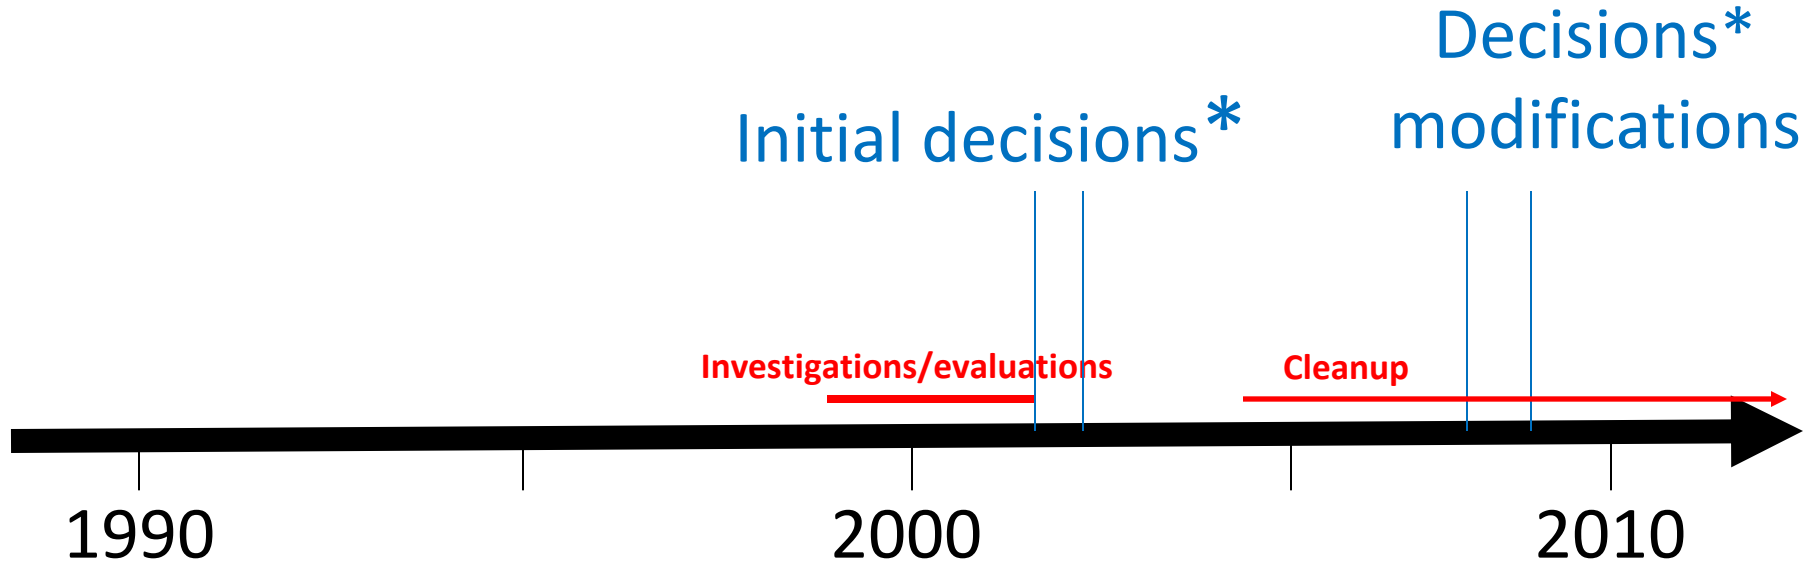 Decisions*
modifications
Initial decisions*
Investigations/evaluations
Cleanup
1990
2000
2010